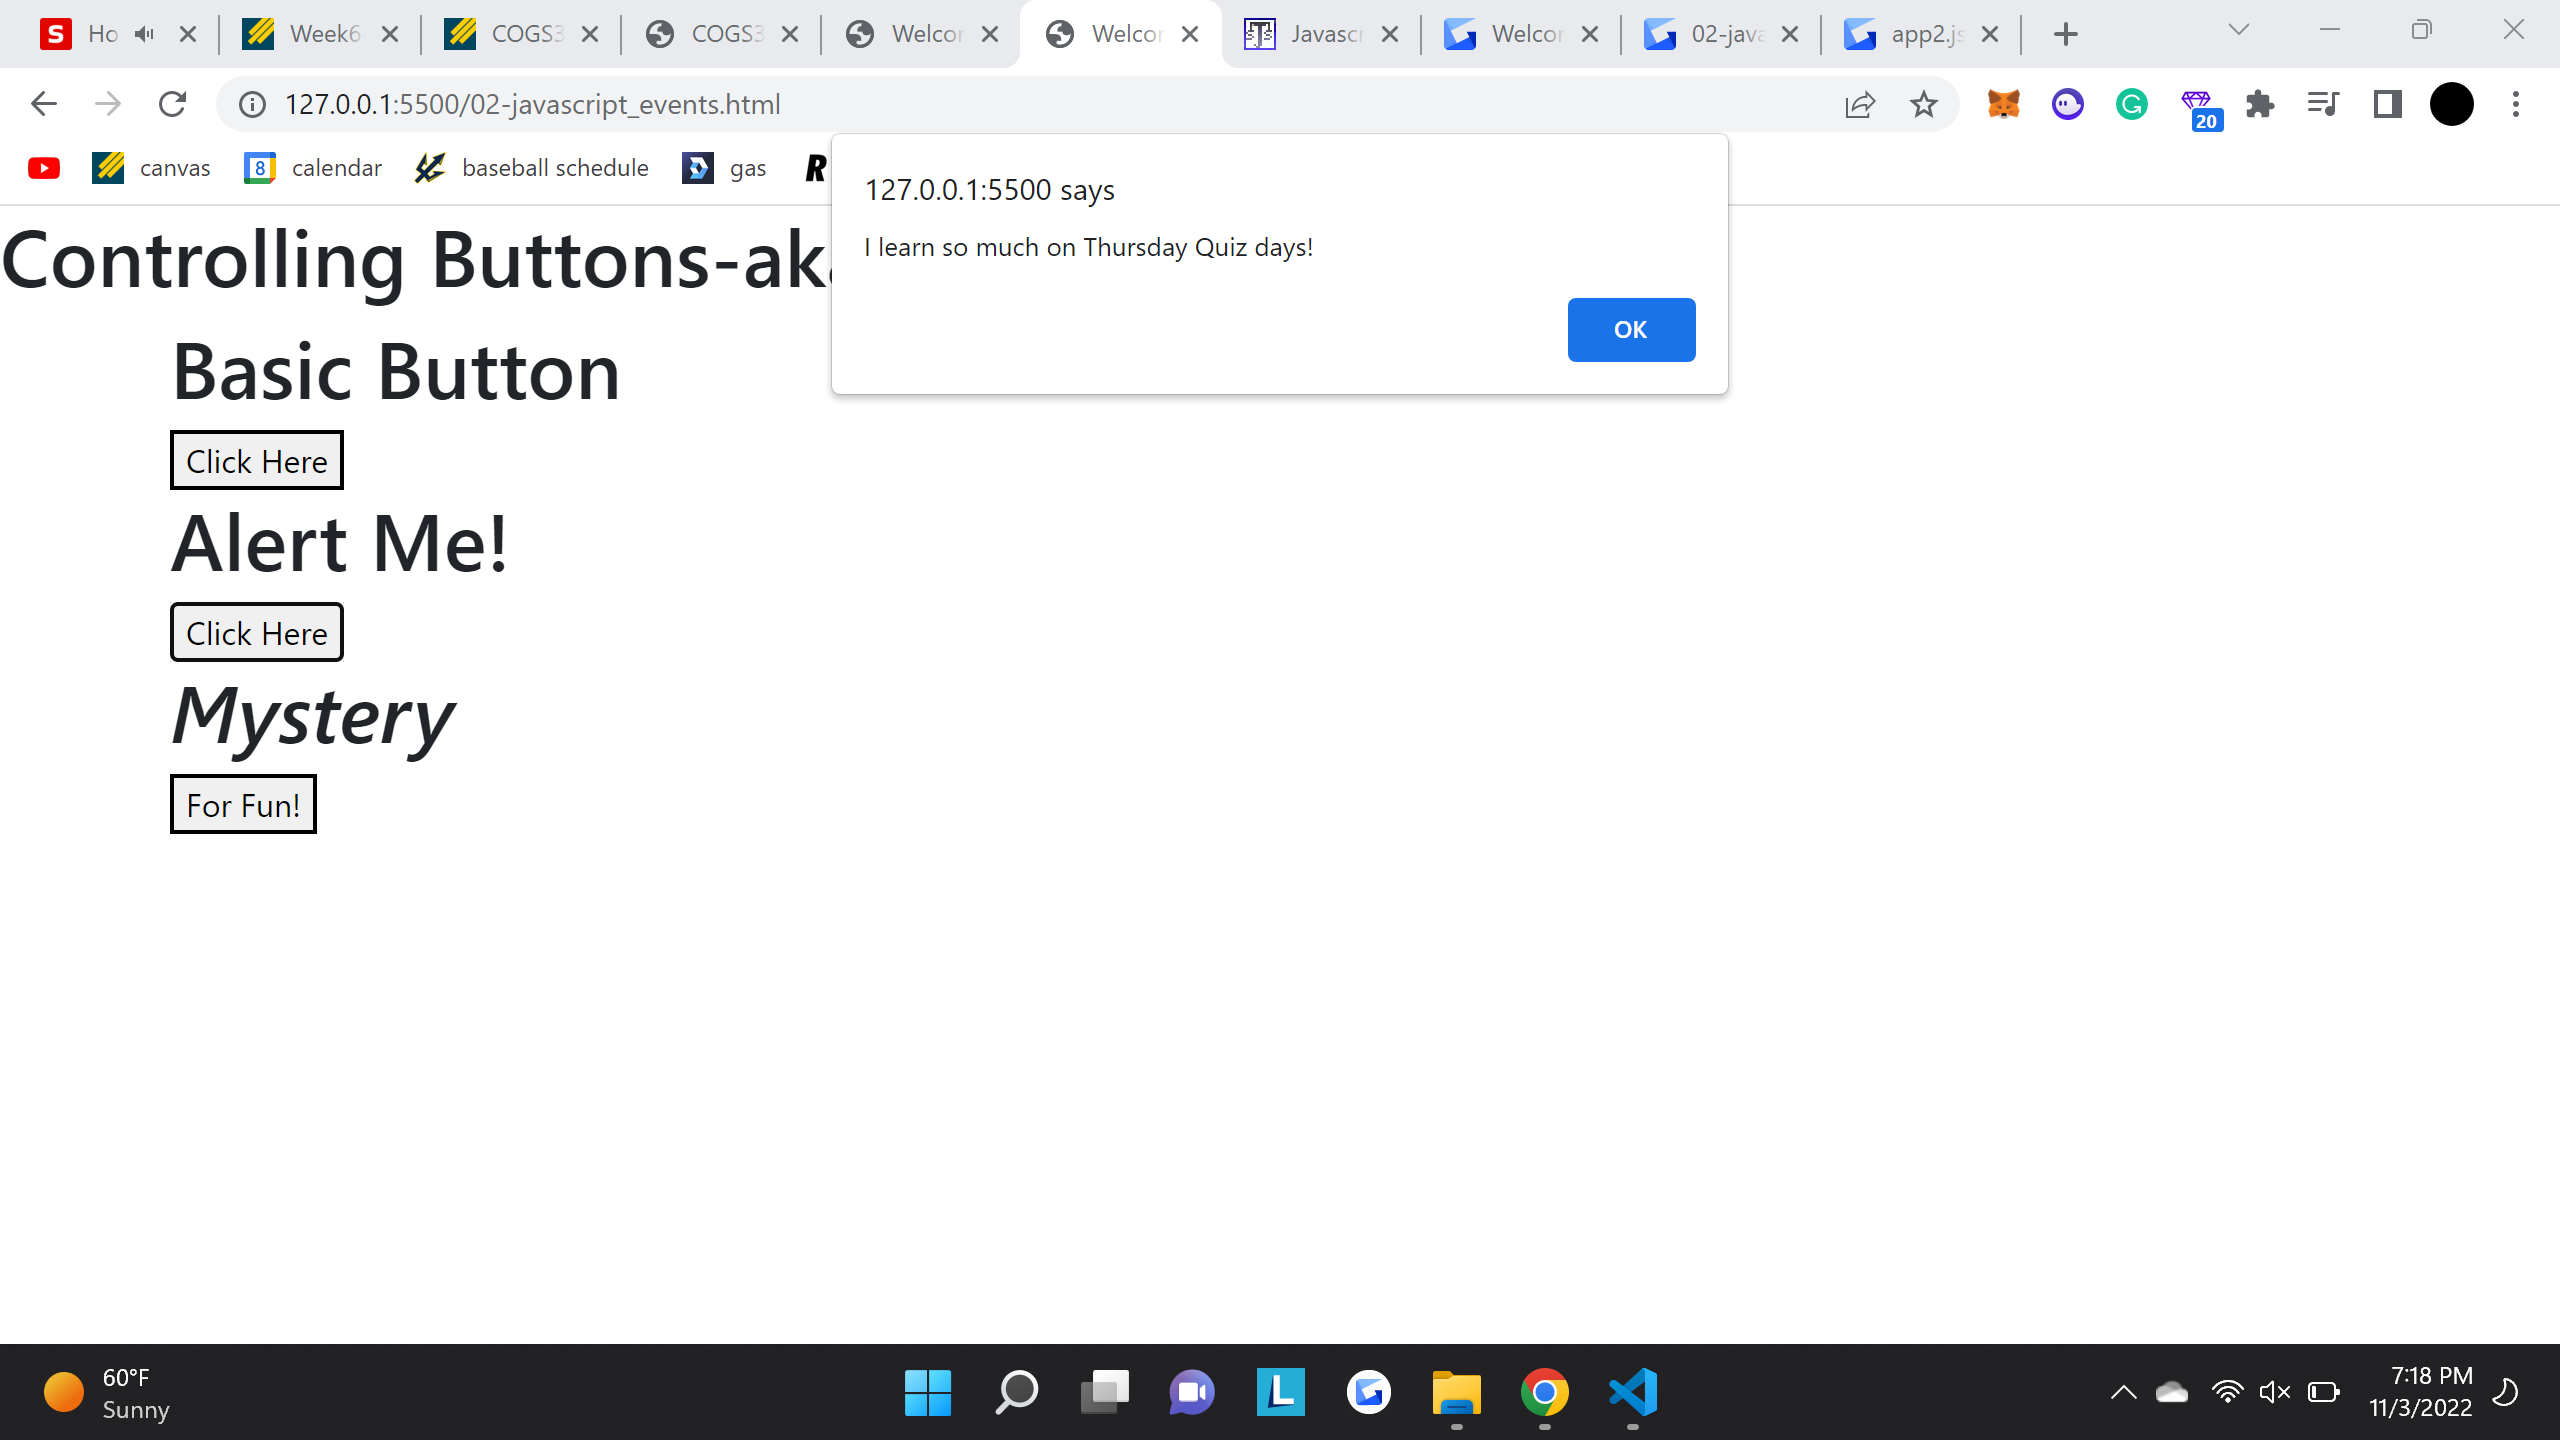 Ho
Week6
COGS3
COGS3
Welcor
Welcor
Javascr
Welcor
02-java
app2.js
127.0.0.1:5500/02-javascript_events.html
20
canvas
8
calendar
baseball schedule
gas
R
127.0.0.1:5500 says
I learn so much on Thursday Quiz days!
OK
Controlling Buttons-aka
Basic Button
Click Here
Alert Me!
Click Here
Mystery
For Fun!
60°F
Sunny
L
7:18 PM
11/3/2022